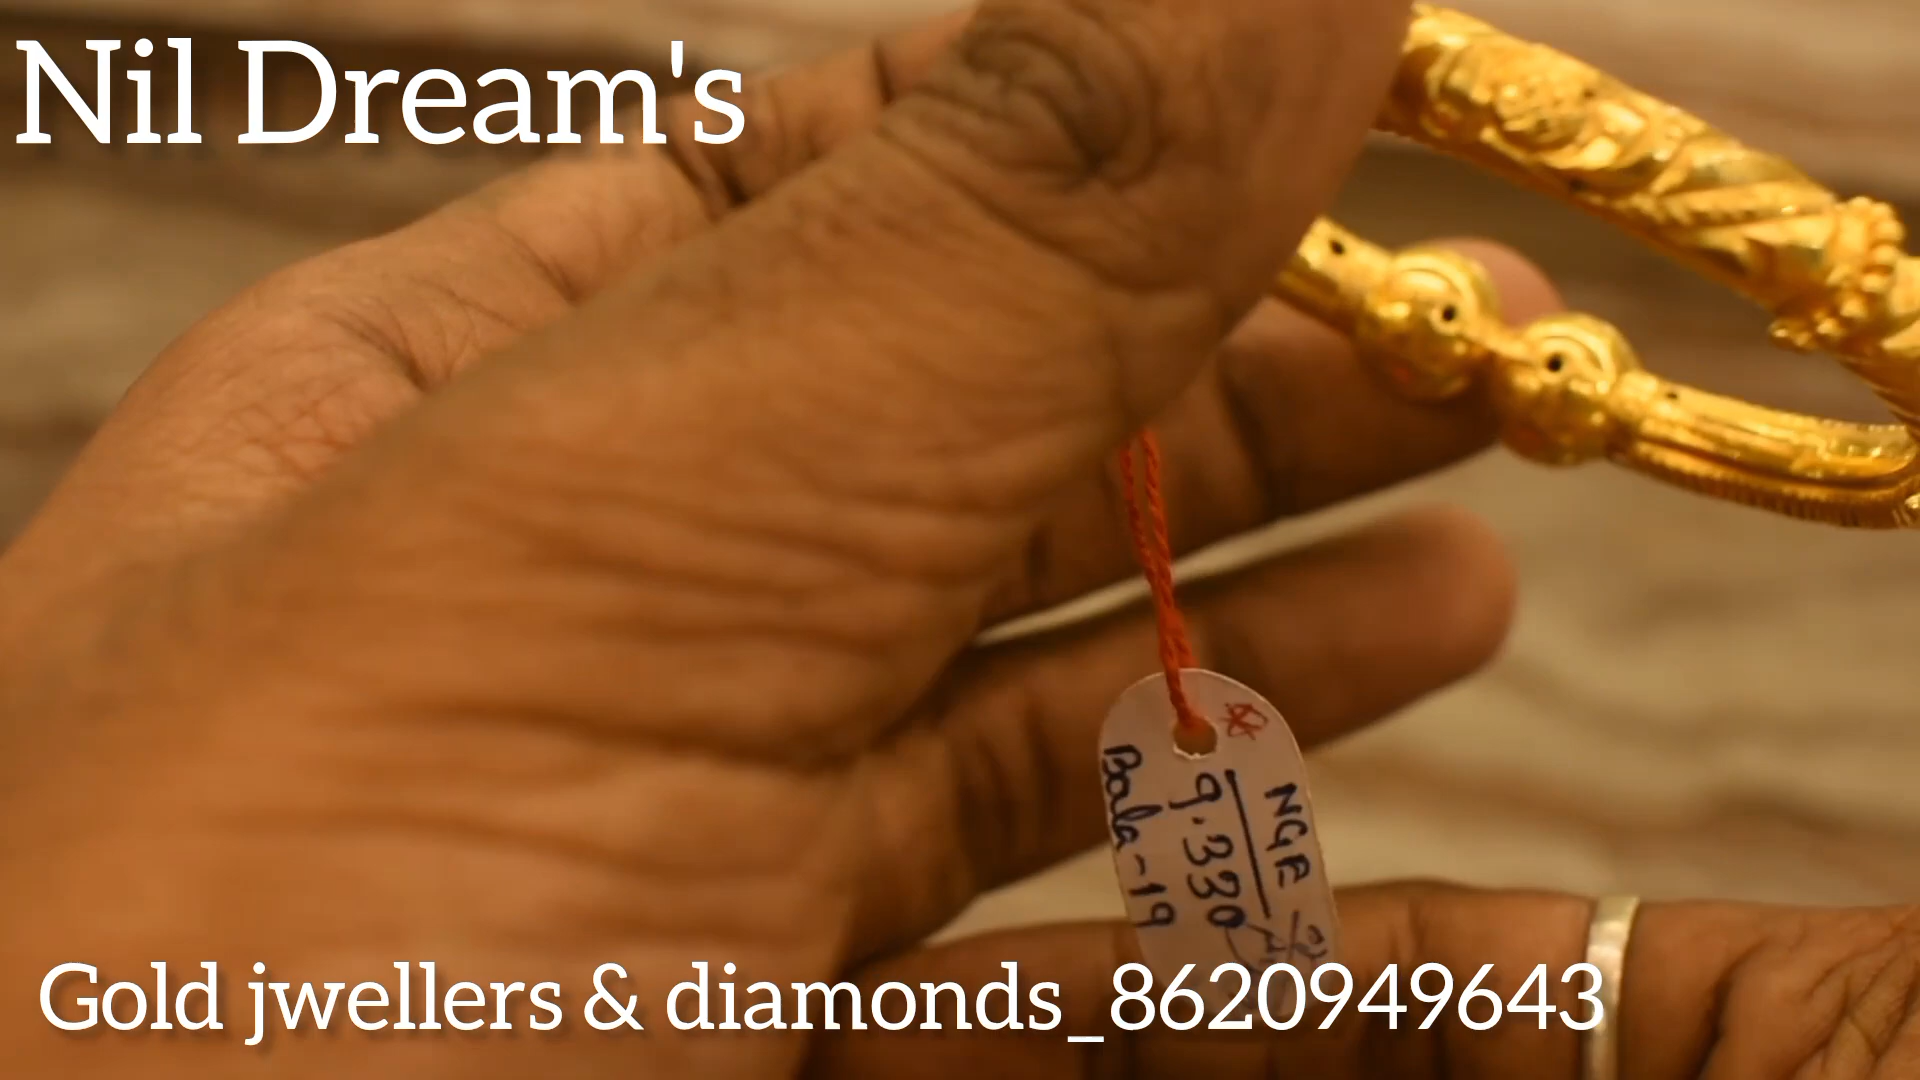 Nil Dream's
NGE
9.330
Bala-19
Gold jwellers & diamonds_8620949643